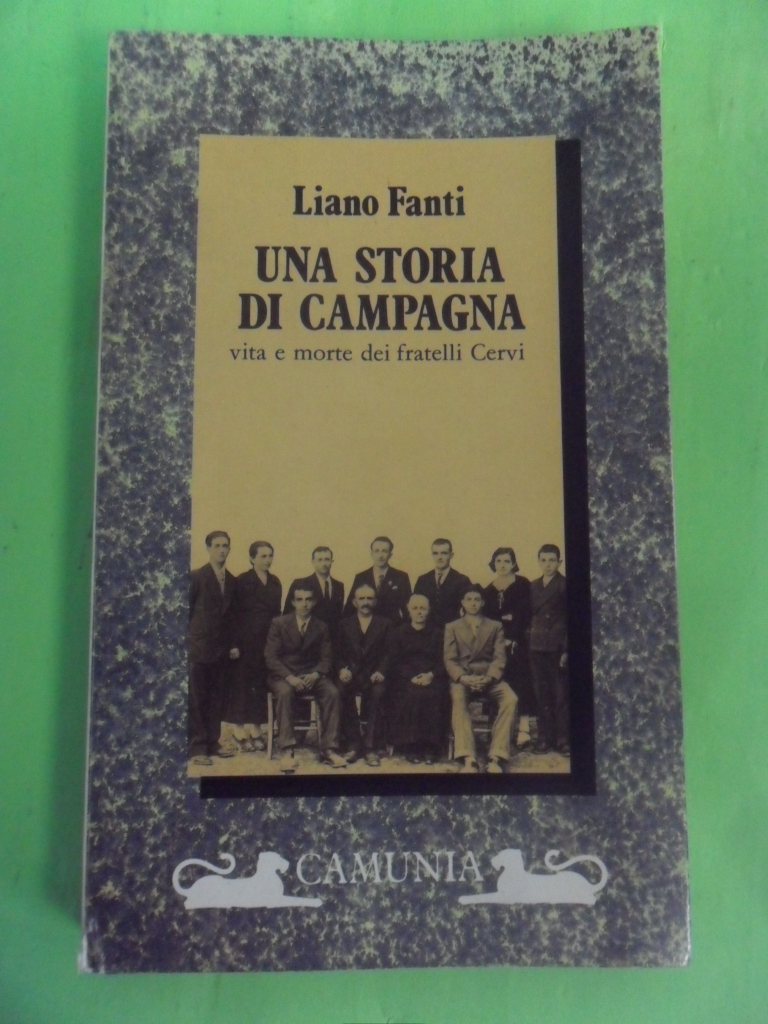 Liano Fanti
UNA STORIA
DI CAMPAGNA
vita e morte dei fratelli Cervi
CAMUNIA